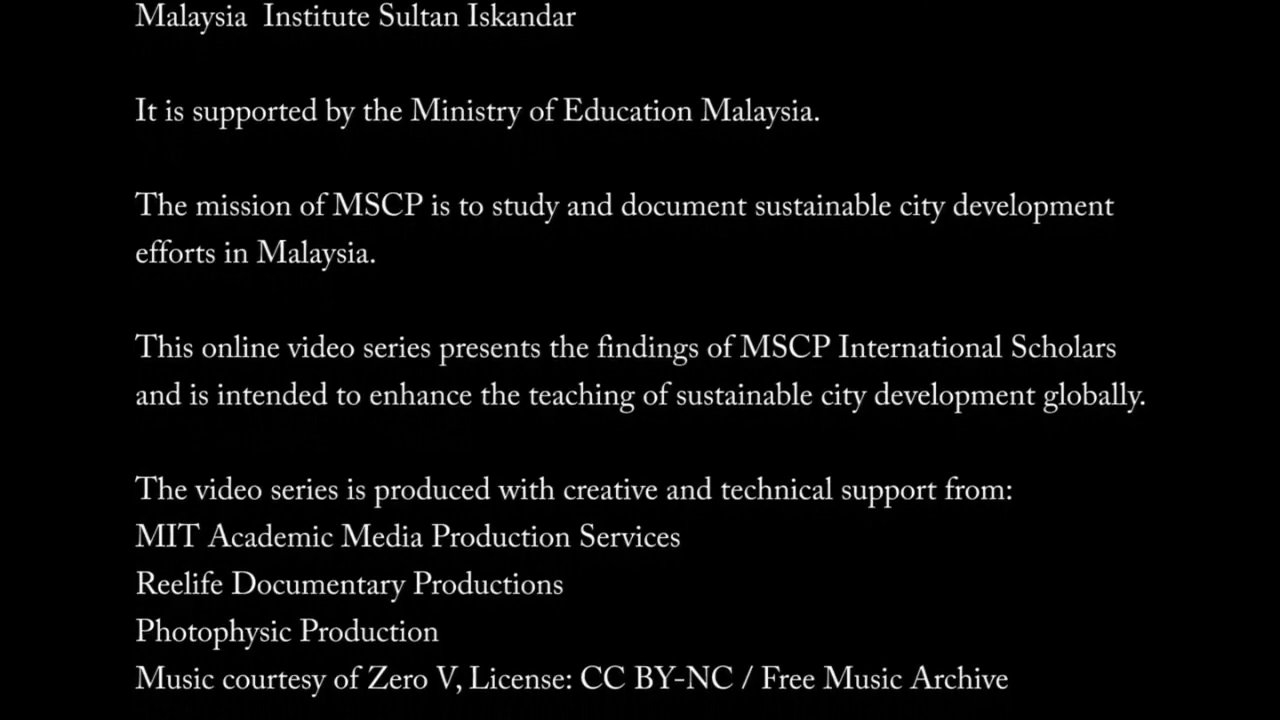 Malaysia  Institute Sultan Iskandar
It is supported by the Ministry of Education Malaysia.
The mission of MSCP is to study and document sustainable city development
efforts in Malaysia.
This online video series presents the findings of MSCP International Scholars
and is intended to enhance the teaching of sustainable city development globally.
The video series is produced with creative and technical support from:
MIT Academic Media Production Services
Reelife Documentary Productions
Photophysic Production
Music courtesy of Zero V, License: CC BY-NC / Free Music Archive